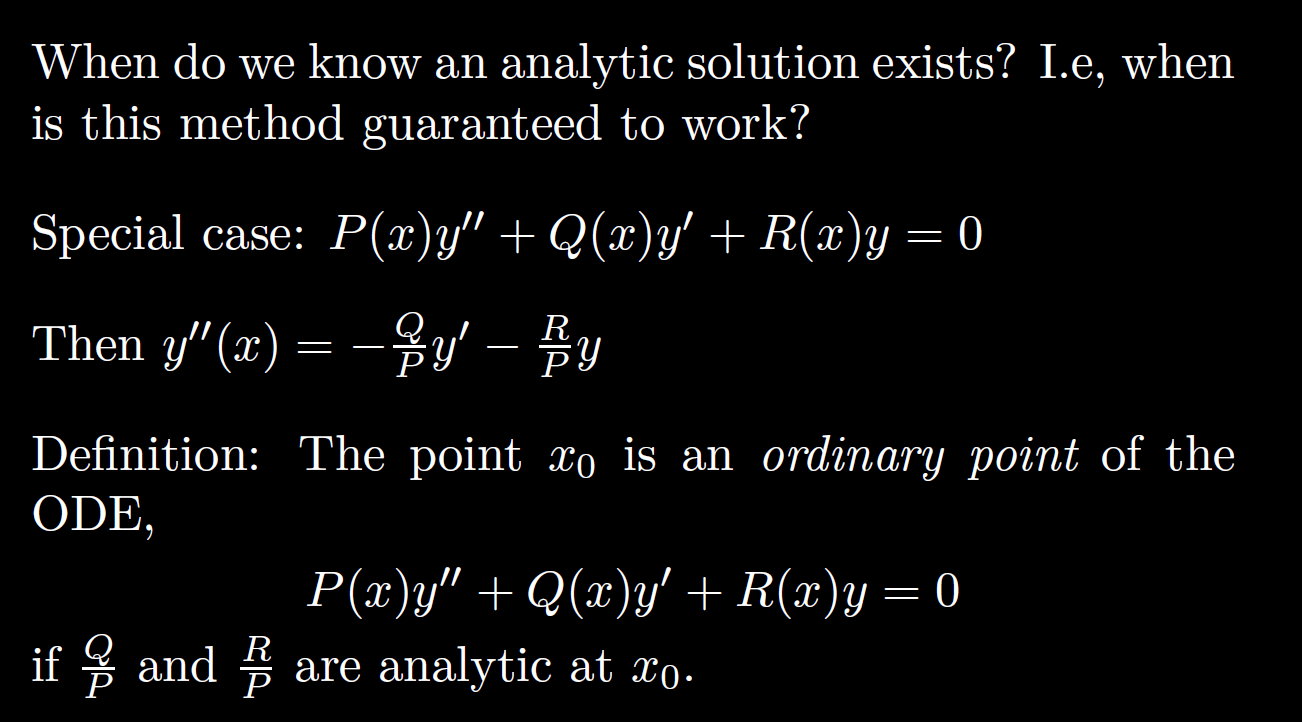 When do we know an analytic solution exists? I.e, when
is this method guaranteed to work?
Special case: P(x)y″ + Q(x)y′ + R(x)y = 0
Then y″(x) = −Q/P y′ − R/P y
Definition: The point x₀ is an ordinary point of the
ODE,
P(x)y″ + Q(x)y′ + R(x)y = 0
if Q/P and R/P are analytic at x₀.